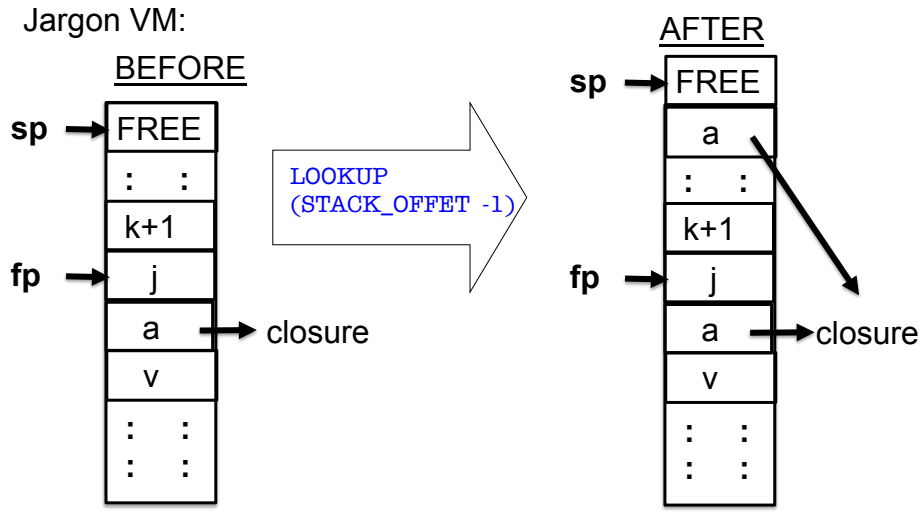 Jargon VM:
BEFORE
sp
FREE
: :
k+1
fp
j
a
closure
v
: :
: :
LOOKUP
(STACK_OFFET -1)
AFTER
sp
FREE
a
: :
k+1
fp
j
a
closure
v
: :
: :